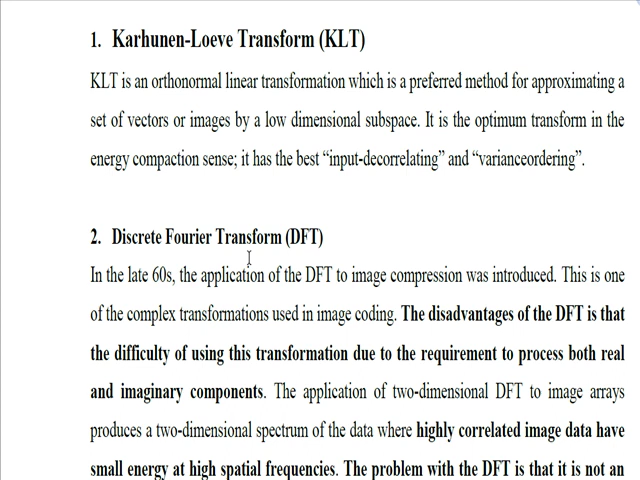 1. Karhunen-Loeve Transform (KLT)
KLT is an orthonormal linear transformation which is a preferred method for approximating a
set of vectors or images by a low dimensional subspace. It is the optimum transform in the
energy compaction sense; it has the best “input-decorrelating” and “varianceordering”.
2. Discrete Fourier Transform (DFT)
In the late 60s, the application of the DFT to image compression was introduced. This is one
of the complex transformations used in image coding. The disadvantages of the DFT is that
the difficulty of using this transformation due to the requirement to process both real
and imaginary components. The application of two-dimensional DFT to image arrays
produces a two-dimensional spectrum of the data where highly correlated image data have
small energy at high spatial frequencies. The problem with the DFT is that it is not an